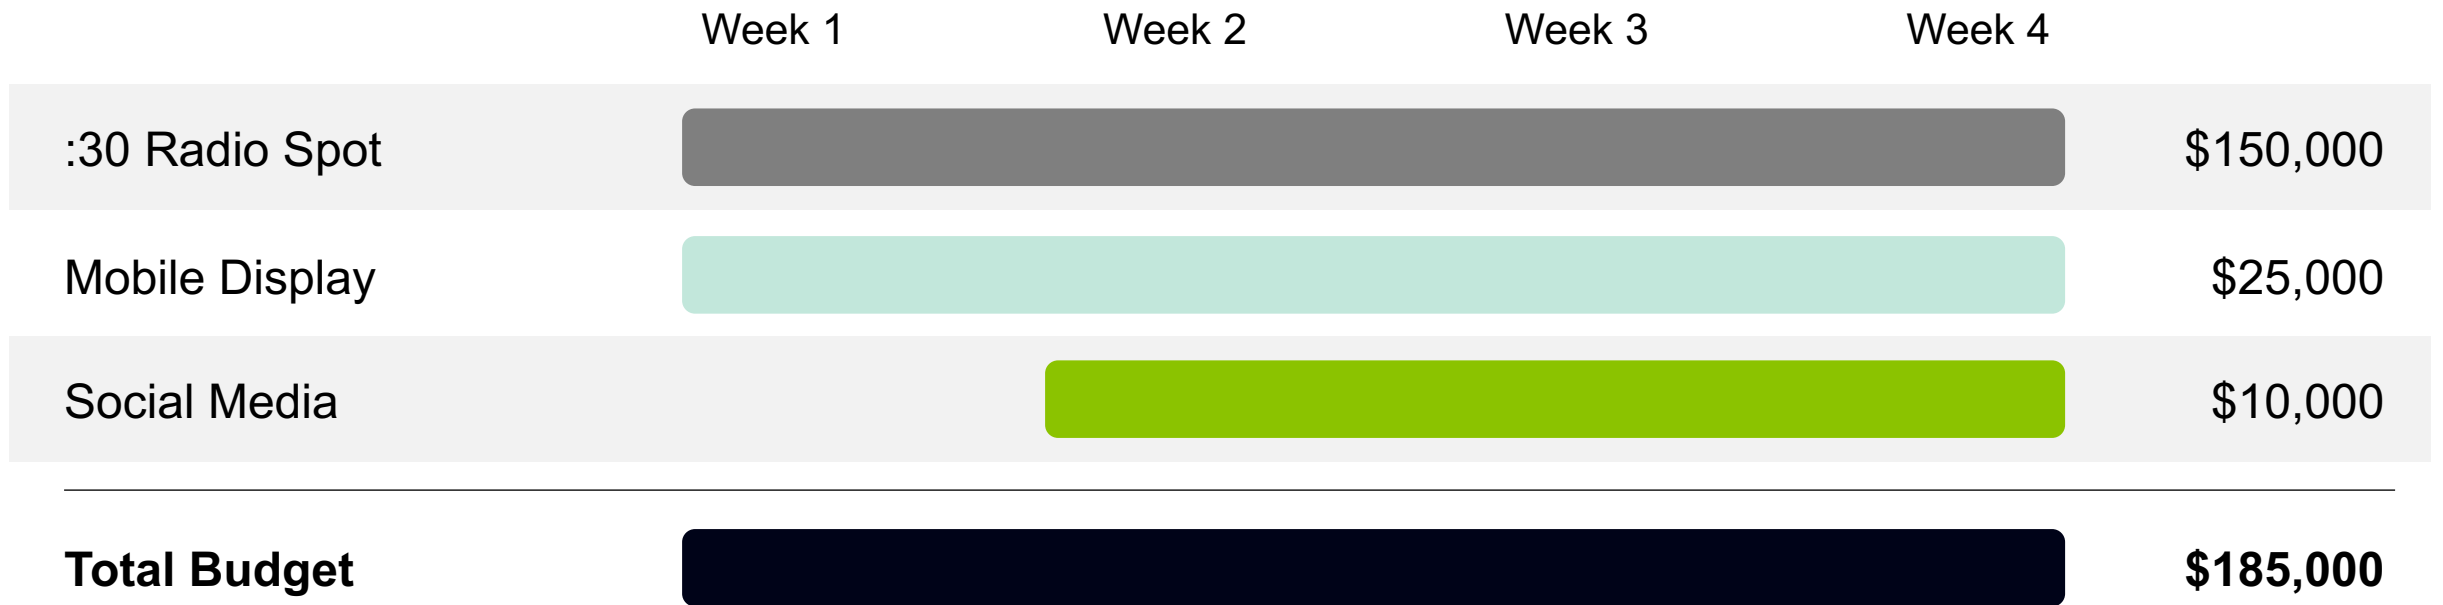 Week 1 Week 2 Week 3 Week 4
:30 Radio Spot $150,000
Mobile Display $25,000
Social Media $10,000
Total Budget $185,000